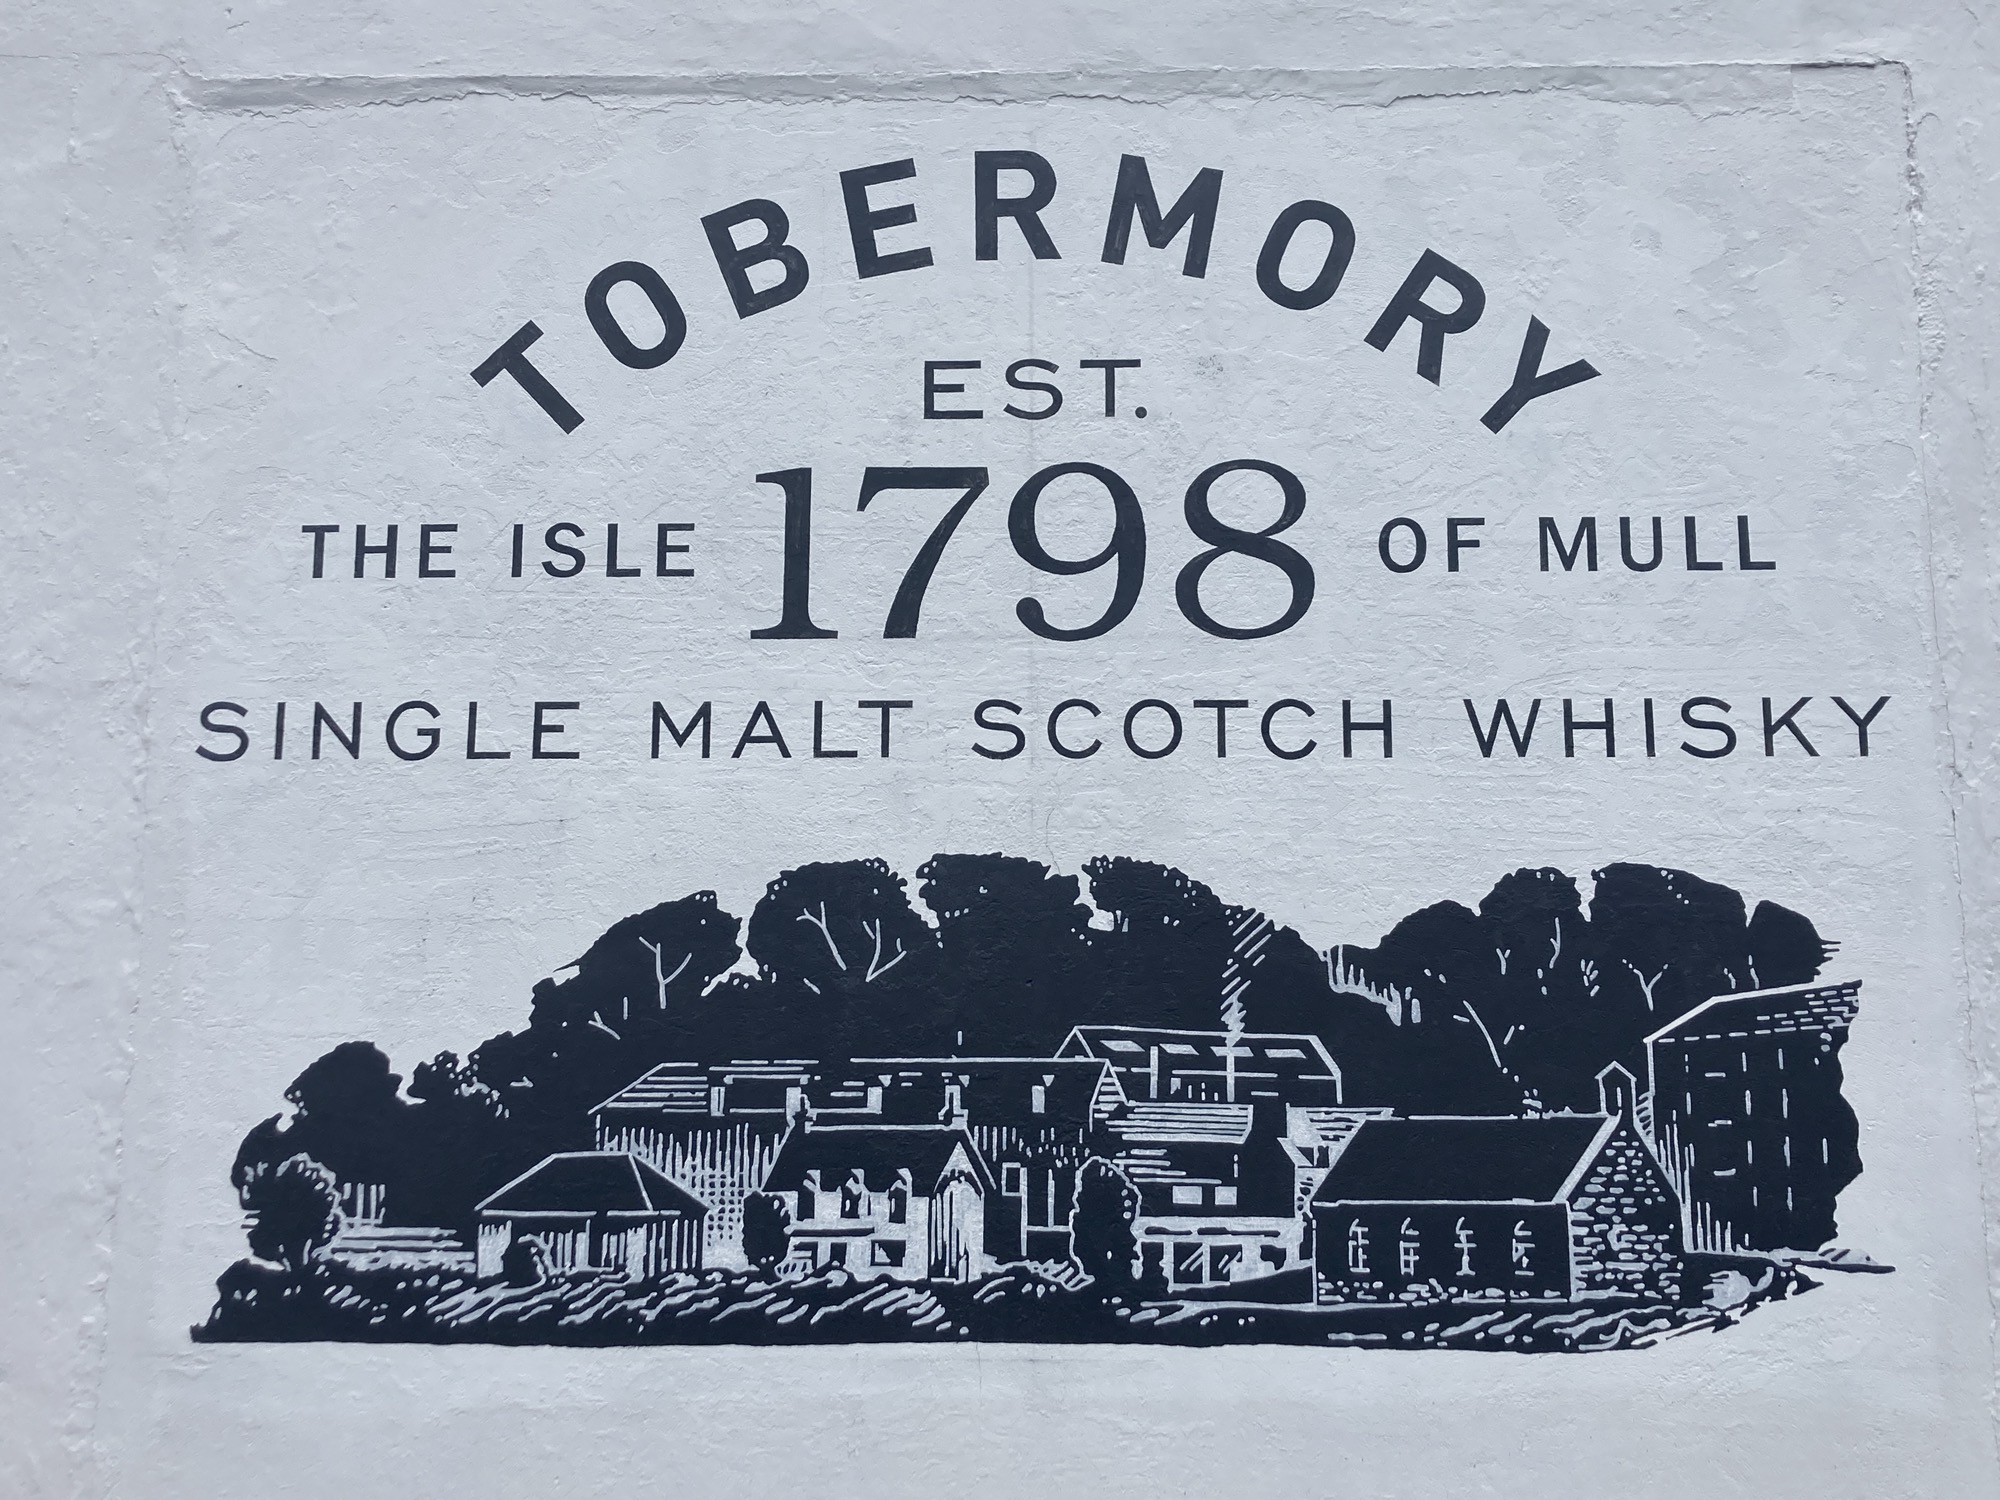 TOBERMORY
EST.
THE ISLE 1798 OF MULL
SINGLE MALT SCOTCH WHISKY